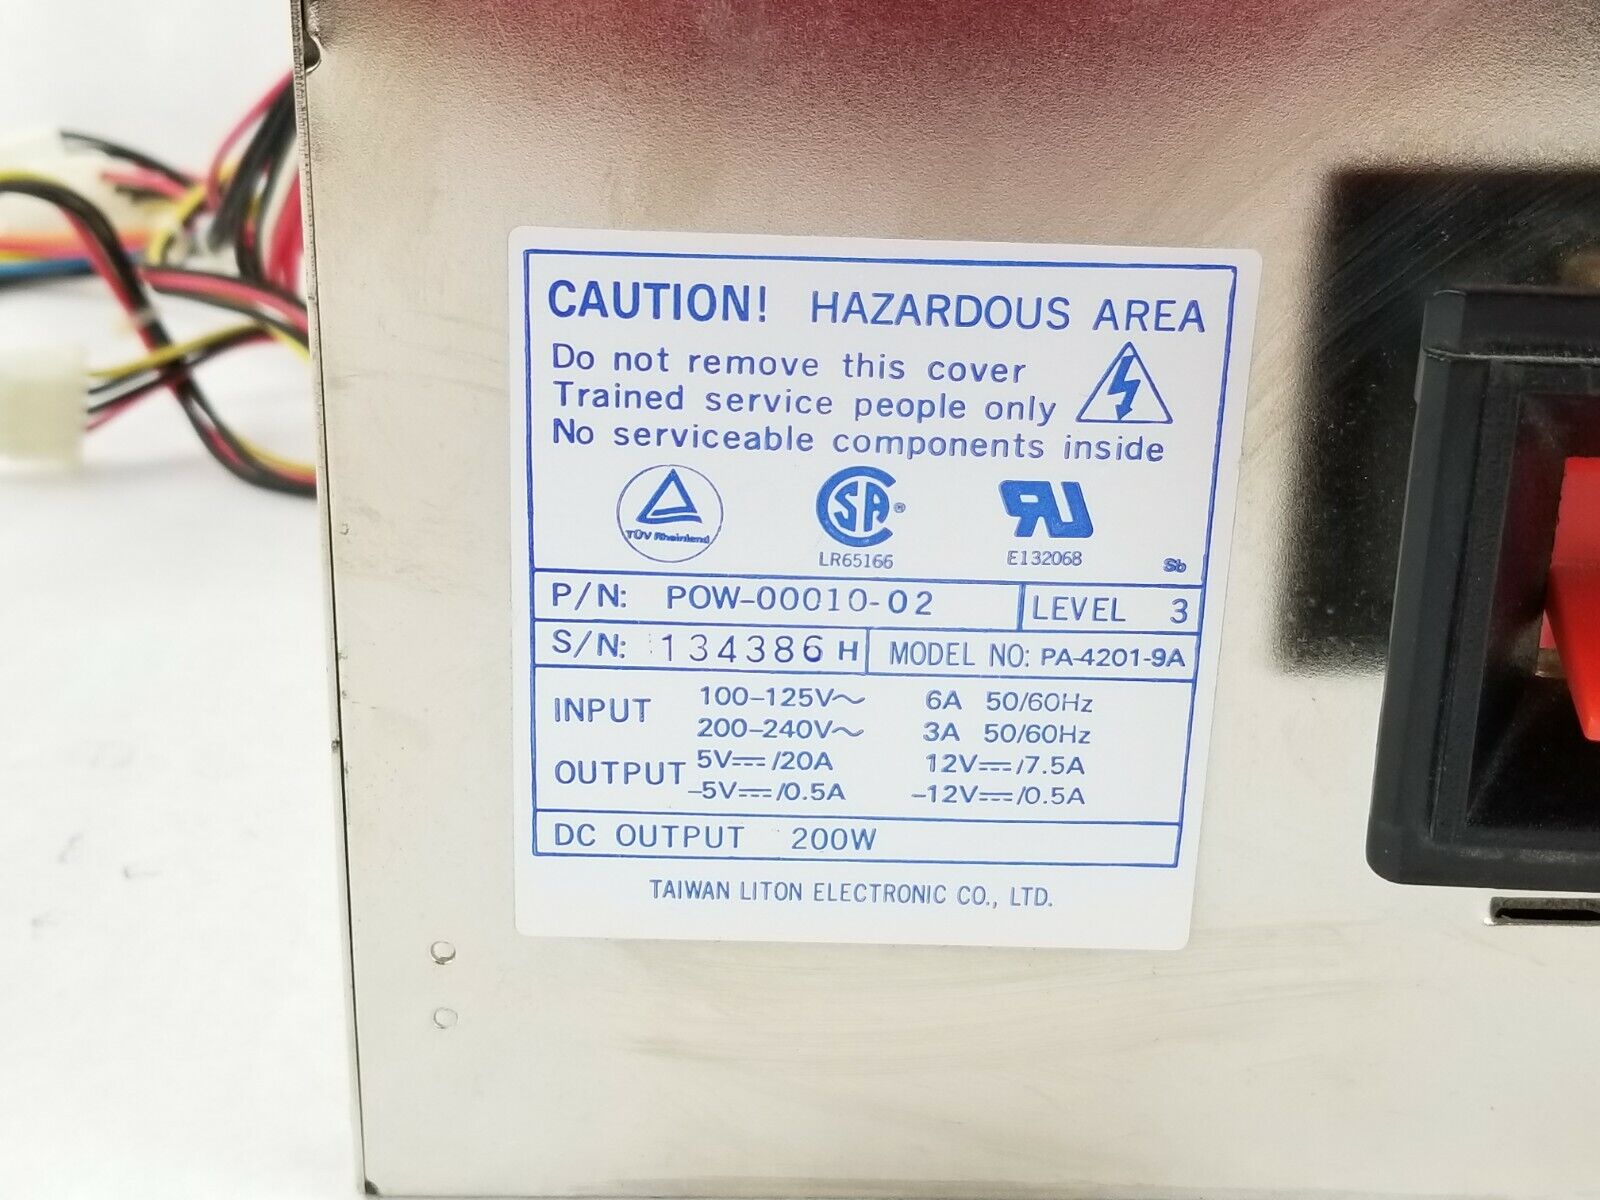 CAUTION! HAZARDOUS AREA
Do not remove this cover
Trained service people only
No serviceable components inside
TÜV Rheinland
SA ®
LR65166
RU
E132068
Sb
P/N: POW-00010-02 LEVEL 3
S/N: 134386 H MODEL NO: PA-4201-9A
INPUT 100-125V~ 6A 50/60Hz
200-240V~ 3A 50/60Hz
OUTPUT 5V⎓/20A 12V⎓/7.5A
-5V⎓/0.5A -12V⎓/0.5A
DC OUTPUT 200W
TAIWAN LITON ELECTRONIC CO., LTD.